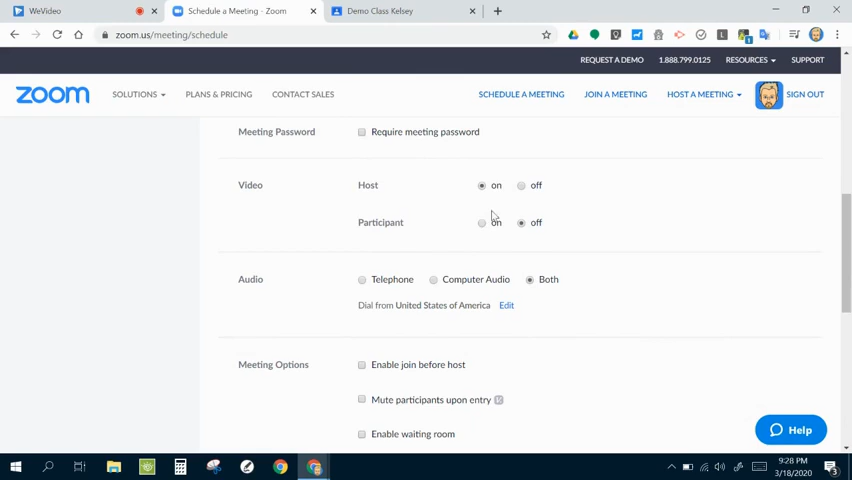 WeVideo
Schedule a Meeting - Zoom
Demo Class Kelsey
zoom.us/meeting/schedule
REQUEST A DEMO 1.888.799.0125 RESOURCES SUPPORT
zoom SOLUTIONS PLANS & PRICING CONTACT SALES SCHEDULE A MEETING JOIN A MEETING HOST A MEETING SIGN OUT
Meeting Password Require meeting password
Video Host on off
Participant on off
Audio Telephone Computer Audio Both
Dial from United States of America Edit
Meeting Options Enable join before host
Mute participants upon entry
Enable waiting room
Help
9:28 PM
3/18/2020